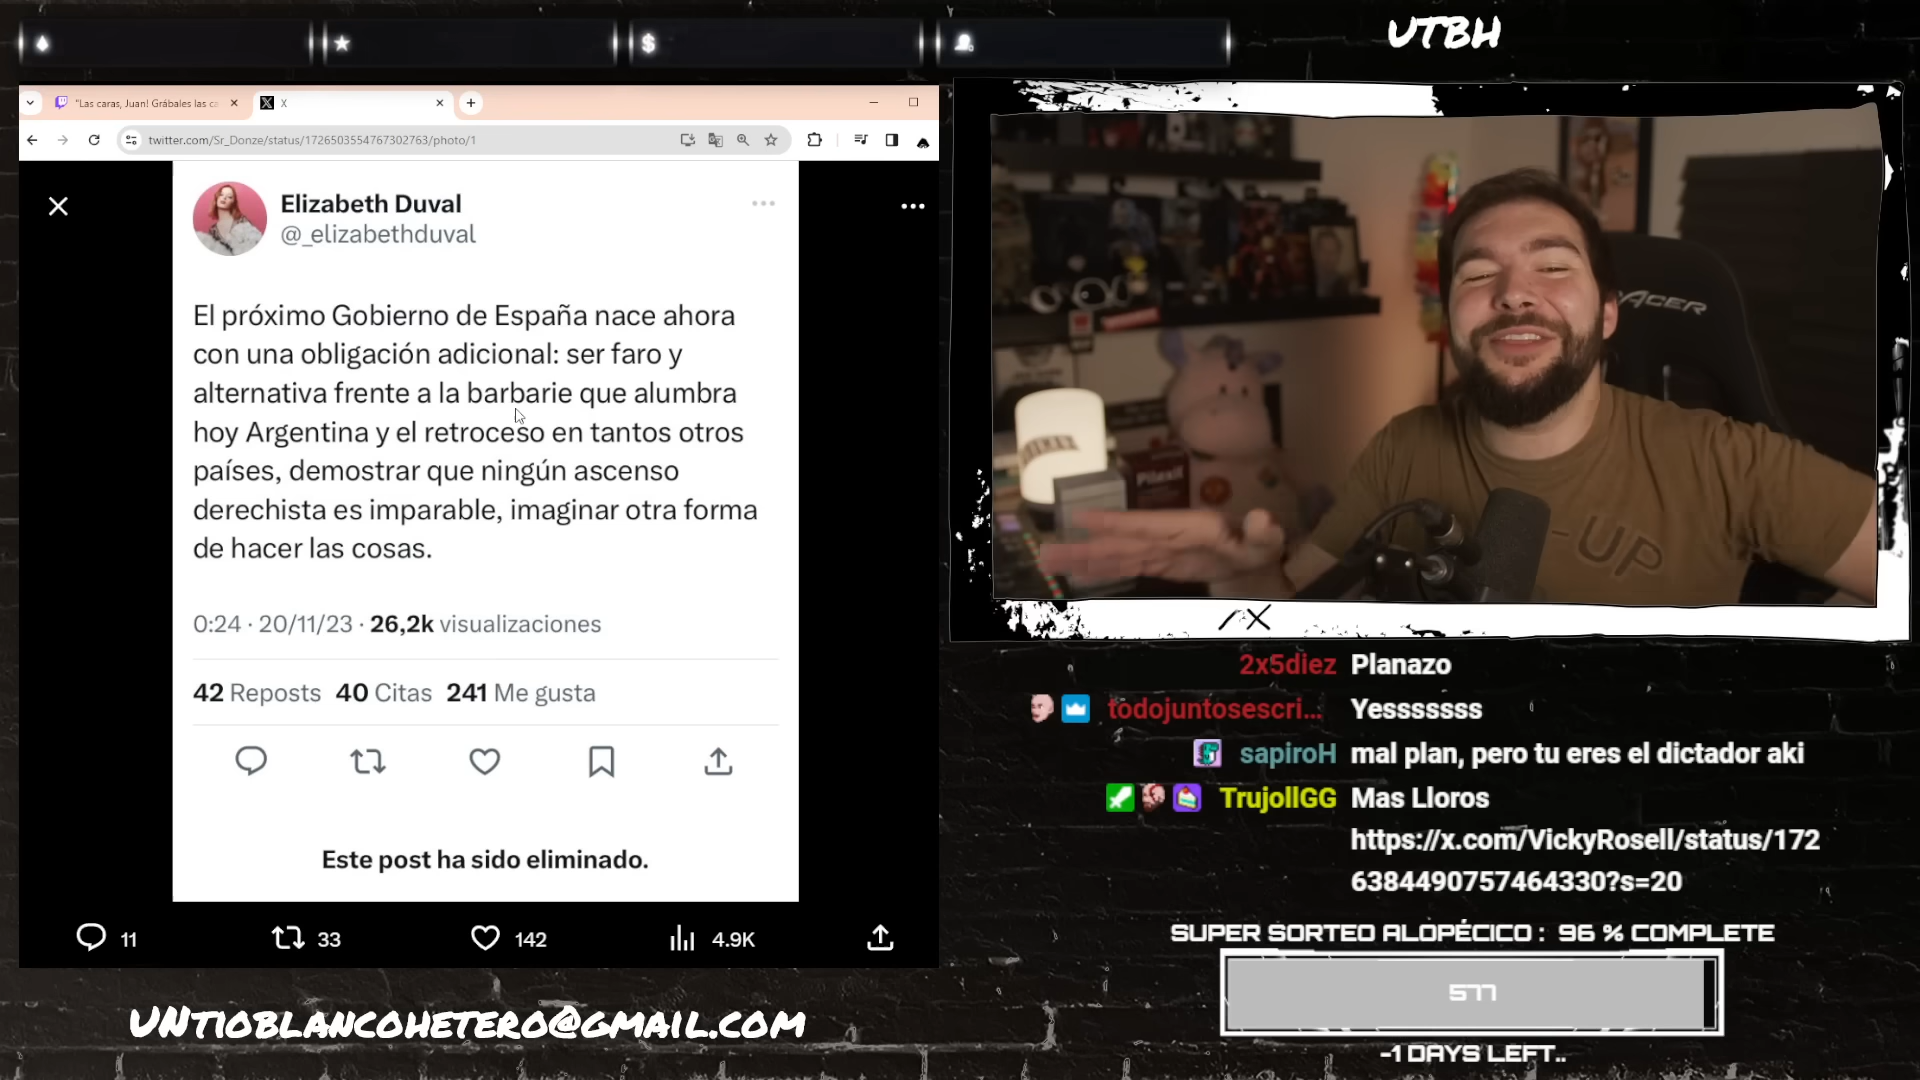 UTBH
"Las caras, Juan! Grábales las ca
X
twitter.com/Sr_Donze/status/1726503554767302763/photo/1
Elizabeth Duval
@_elizabethduval
El próximo Gobierno de España nace ahora
con una obligación adicional: ser faro y
alternativa frente a la barbarie que alumbra
hoy Argentina y el retroceso en tantos otros
países, demostrar que ningún ascenso
derechista es imparable, imaginar otra forma
de hacer las cosas.
0:24 · 20/11/23 · 26,2k visualizaciones
42 Reposts 40 Citas 241 Me gusta
Este post ha sido eliminado.
11 33 142 4.9K
UNTIOBLANCOHETERO@GMAIL.COM
ACER
-UP
2x5diez Planazo
todojuntosescri... Yesssssss
sapiroH mal plan, pero tu eres el dictador aki
TrujollGG Mas Lloros
https://x.com/VickyRosell/status/172
6384490757464330?s=20
SUPER SORTEO ALOPÉCICO : 96 % COMPLETE
577
-1 DAYS LEFT..